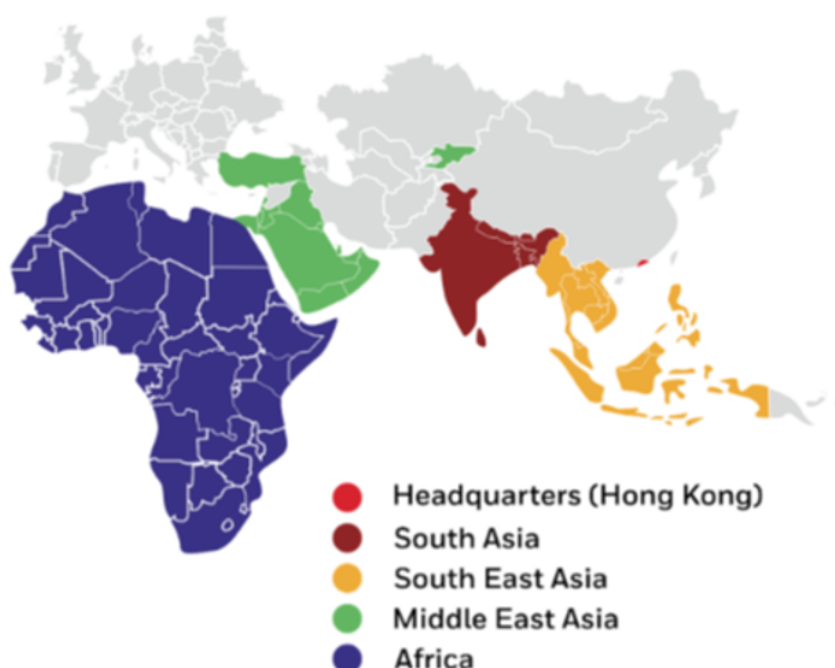 Headquarters (Hong Kong)
South Asia
South East Asia
Middle East Asia
Africa